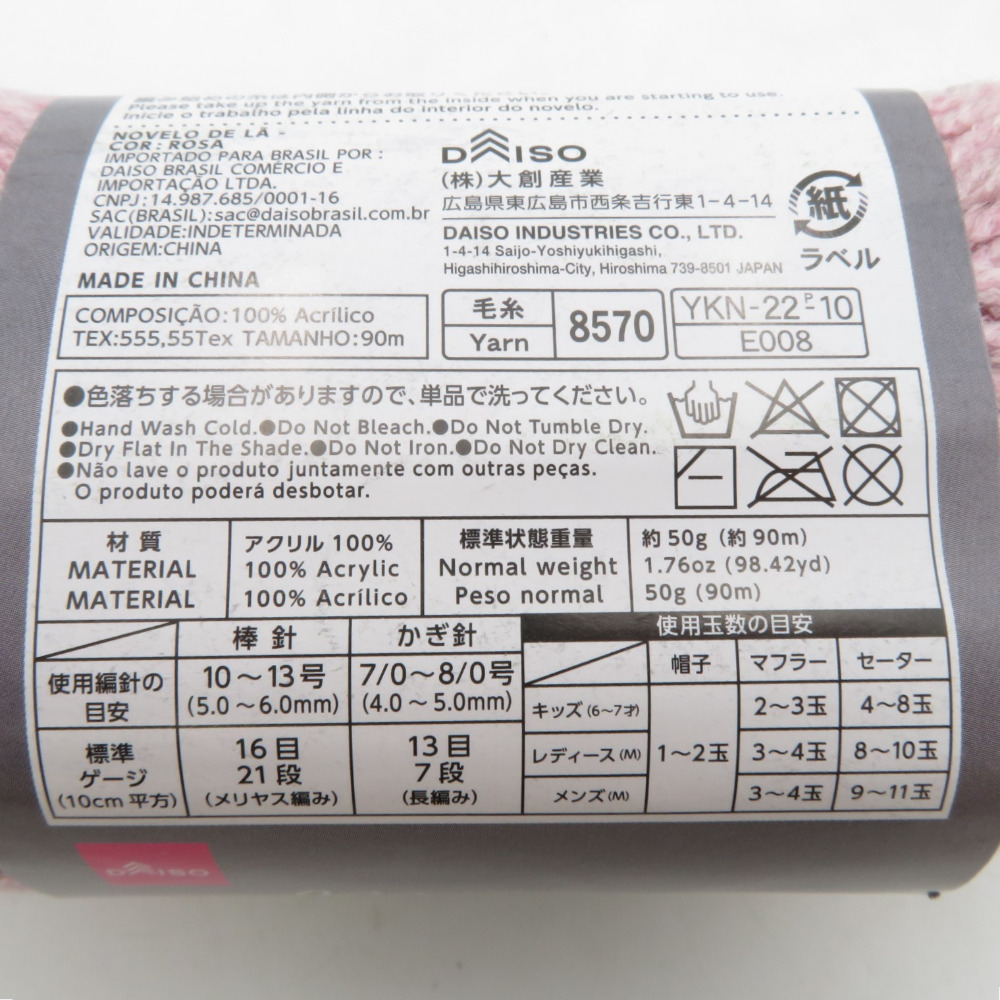 Please take up the yarn from the inside when you are starting to use.
Inicie o trabalho pela linha do interior do novelo.
NOVELO DE LÃ -
COR: ROSA
IMPORTADO PARA BRASIL POR :
DAISO BRASIL COMÉRCIO E
IMPORTAÇÃO LTDA.
CNPJ:14.987.685/0001-16
SAC(BRASIL):sac@daisobrasil.com.br
VALIDADE:INDETERMINADA
ORIGEM:CHINA
MADE IN CHINA
DAISO
(株)大創産業
広島県東広島市西条吉行東1-4-14
DAISO INDUSTRIES CO., LTD.
1-4-14 Saijo-Yoshiyukihigashi,
Higashihiroshima-City, Hiroshima 739-8501 JAPAN
紙
ラベル
COMPOSIÇÃO:100% Acrílico
TEX:555,55Tex TAMANHO:90m
毛糸
Yarn
8570
YKN-22-P-10
E008
●色落ちする場合がありますので、単品で洗ってください。
●Hand Wash Cold.●Do Not Bleach.●Do Not Tumble Dry.
●Dry Flat In The Shade.●Do Not Iron.●Do Not Dry Clean.
●Não lave o produto juntamente com outras peças.
O produto poderá desbotar.
材質 アクリル 100% 標準状態重量 約 50g (約 90m)
MATERIAL 100% Acrylic Normal weight 1.76oz (98.42yd)
MATERIAL 100% Acrílico Peso normal 50g (90m)
棒針 かぎ針
使用編針の 10～13号 7/0～8/0号
目安 (5.0～6.0mm) (4.0～5.0mm)
標準 16目 13目
ゲージ 21段 7段
(10cm平方) (メリヤス編み) (長編み)
使用玉数の目安
帽子 マフラー セーター
キッズ(6～7才) 2～3玉 4～8玉
レディース(M) 1～2玉 3～4玉 8～10玉
メンズ(M) 3～4玉 9～11玉
DAISO